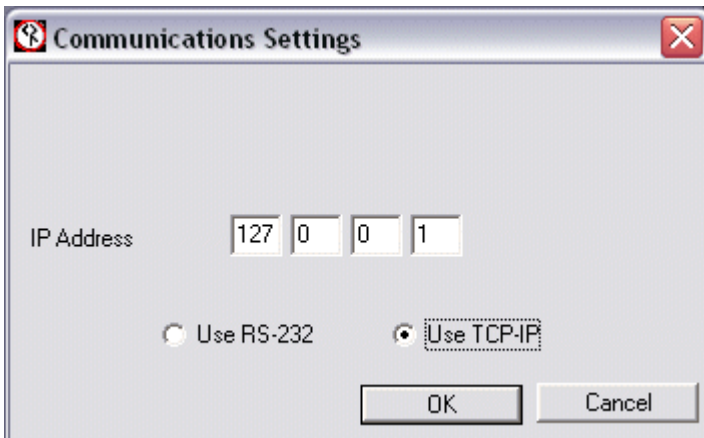 Communications Settings
IP Address 127 0 0 1
Use RS-232 Use TCP-IP
OK Cancel